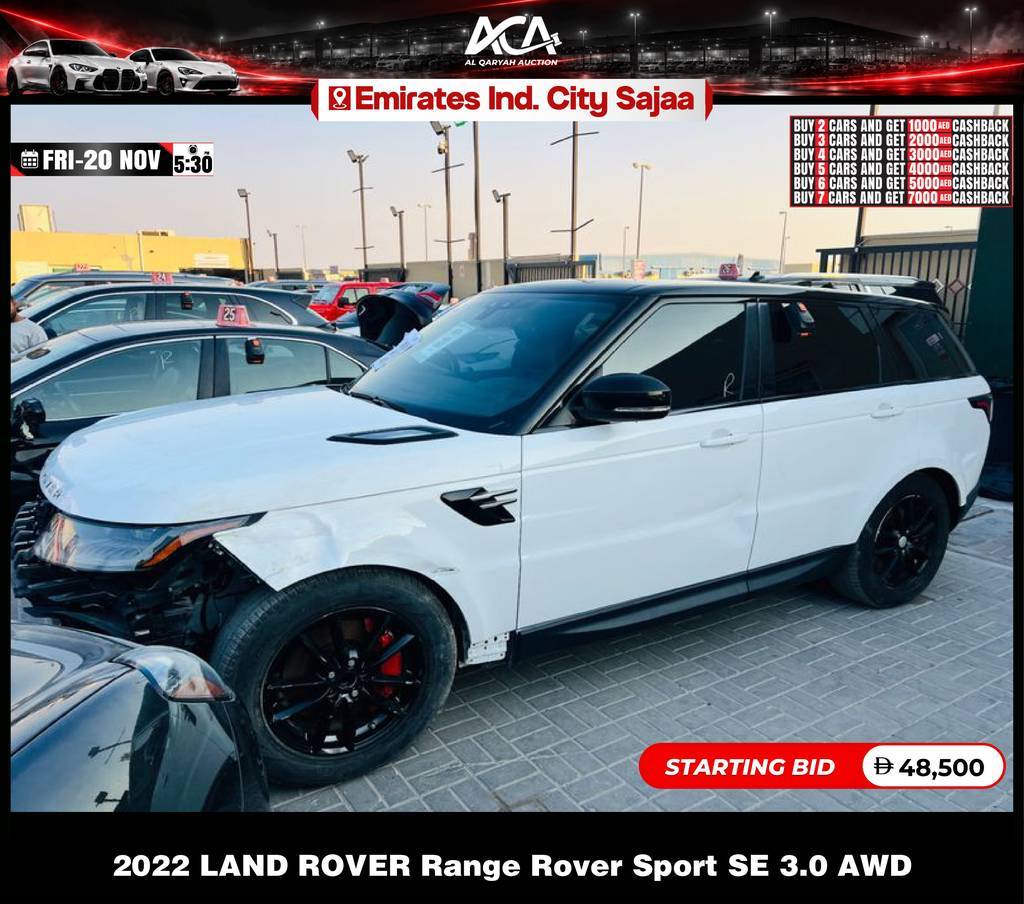 ACA
AL QARYAH AUCTION
Emirates Ind. City Sajaa
FRI-20 NOV 5:30 PM
BUY 2 CARS AND GET 1000 AED CASHBACK
BUY 3 CARS AND GET 2000 AED CASHBACK
BUY 4 CARS AND GET 3000 AED CASHBACK
BUY 5 CARS AND GET 4000 AED CASHBACK
BUY 6 CARS AND GET 5000 AED CASHBACK
BUY 7 CARS AND GET 7000 AED CASHBACK
24
25
R
R
STARTING BID 48,500
2022 LAND ROVER Range Rover Sport SE 3.0 AWD